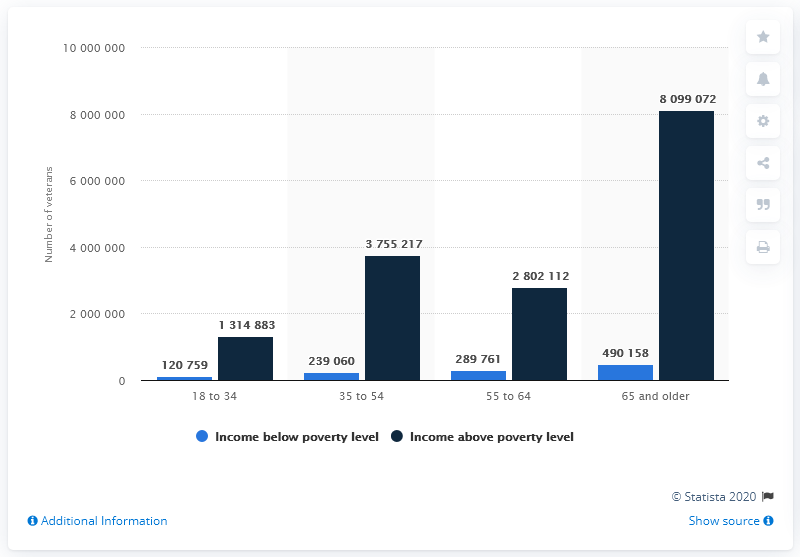 10 000 000
8 000 000
6 000 000
4 000 000
2 000 000
0
Number of veterans
120 759
1 314 883
239 060
3 755 217
289 761
2 802 112
490 158
8 099 072
18 to 34
35 to 54
55 to 64
65 and older
Income below poverty level
Income above poverty level
© Statista 2020
Additional Information
Show source